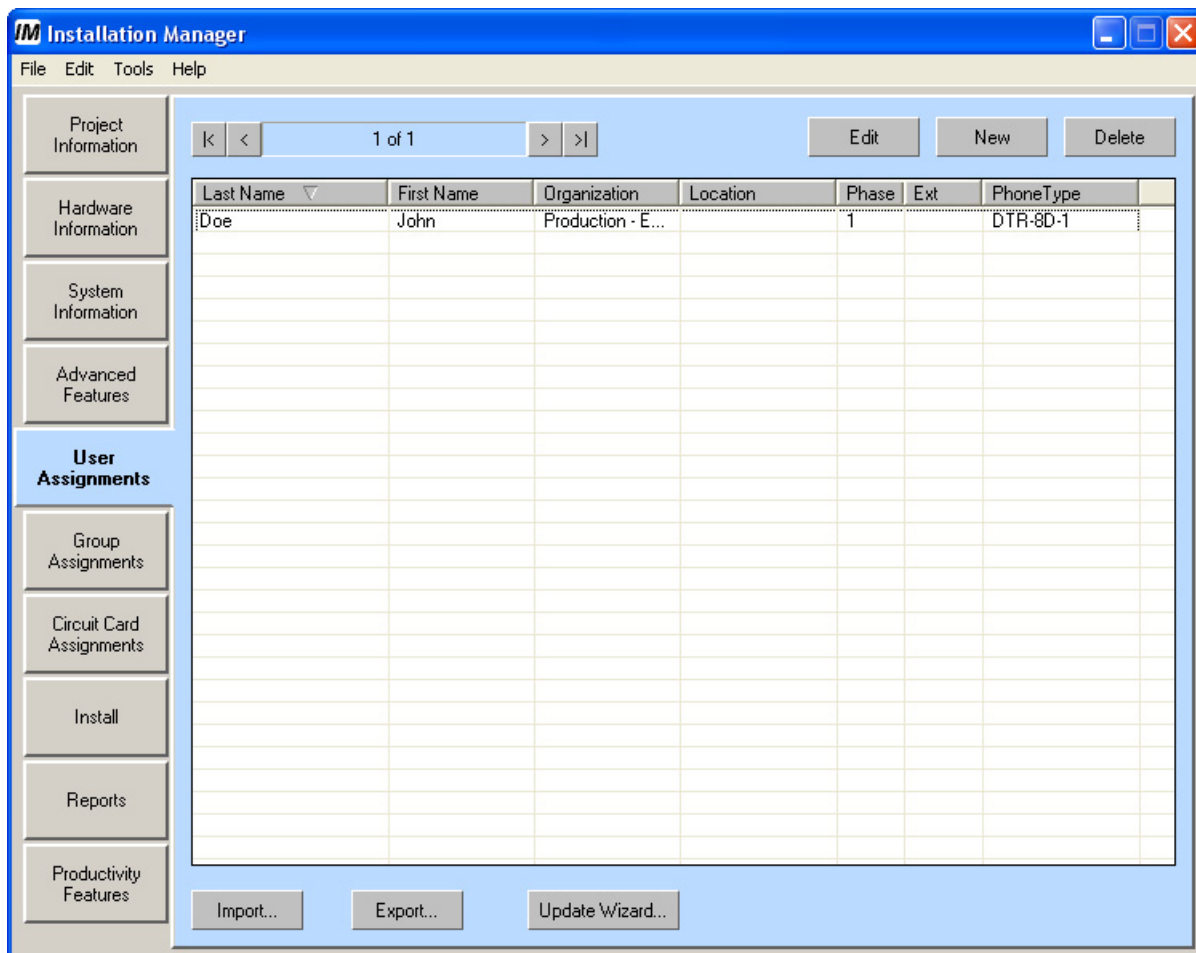 IM Installation Manager
File Edit Tools Help
Project
Information
Hardware
Information
System
Information
Advanced
Features
User
Assignments
Group
Assignments
Circuit Card
Assignments
Install
Reports
Productivity
Features
|< < 1 of 1 > >|
Edit New Delete
Last Name First Name Organization Location Phase Ext PhoneType
Doe John Production - E... 1 DTR-8D-1
Import... Export... Update Wizard...